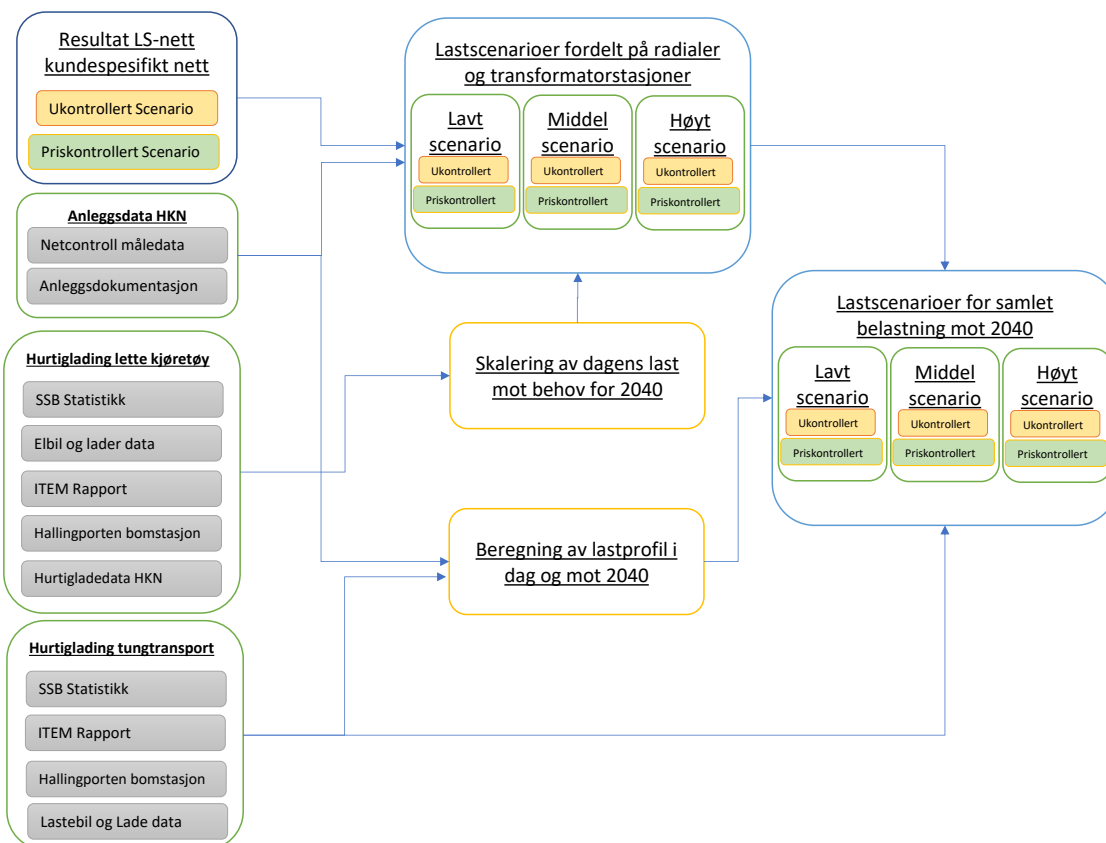 Resultat LS-nett
kundespesifikt nett
Ukontrollert Scenario
Priskontrollert Scenario
Anleggsdata HKN
Netcontroll måledata
Anleggsdokumentasjon
Hurtiglading lette kjøretøy
SSB Statistikk
Elbil og lader data
ITEM Rapport
Hallingporten bomstasjon
Hurtigladedata HKN
Hurtiglading tungtransport
SSB Statistikk
ITEM Rapport
Hallingporten bomstasjon
Lastebil og Lade data
Lastscenarioer fordelt på radialer
og transformatorstasjoner
Lavt
scenario
Ukontrollert
Priskontrollert
Middel
scenario
Ukontrollert
Priskontrollert
Høyt
scenario
Ukontrollert
Priskontrollert
Skalering av dagens last
mot behov for 2040
Beregning av lastprofil i
dag og mot 2040
Lastscenarioer for samlet
belastning mot 2040
Lavt
scenario
Ukontrollert
Priskontrollert
Middel
scenario
Ukontrollert
Priskontrollert
Høyt
scenario
Ukontrollert
Priskontrollert